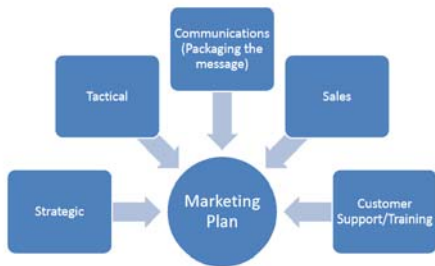 Communications
(Packaging the
message)
Tactical
Sales
Strategic
Marketing
Plan
Customer
Support/Training